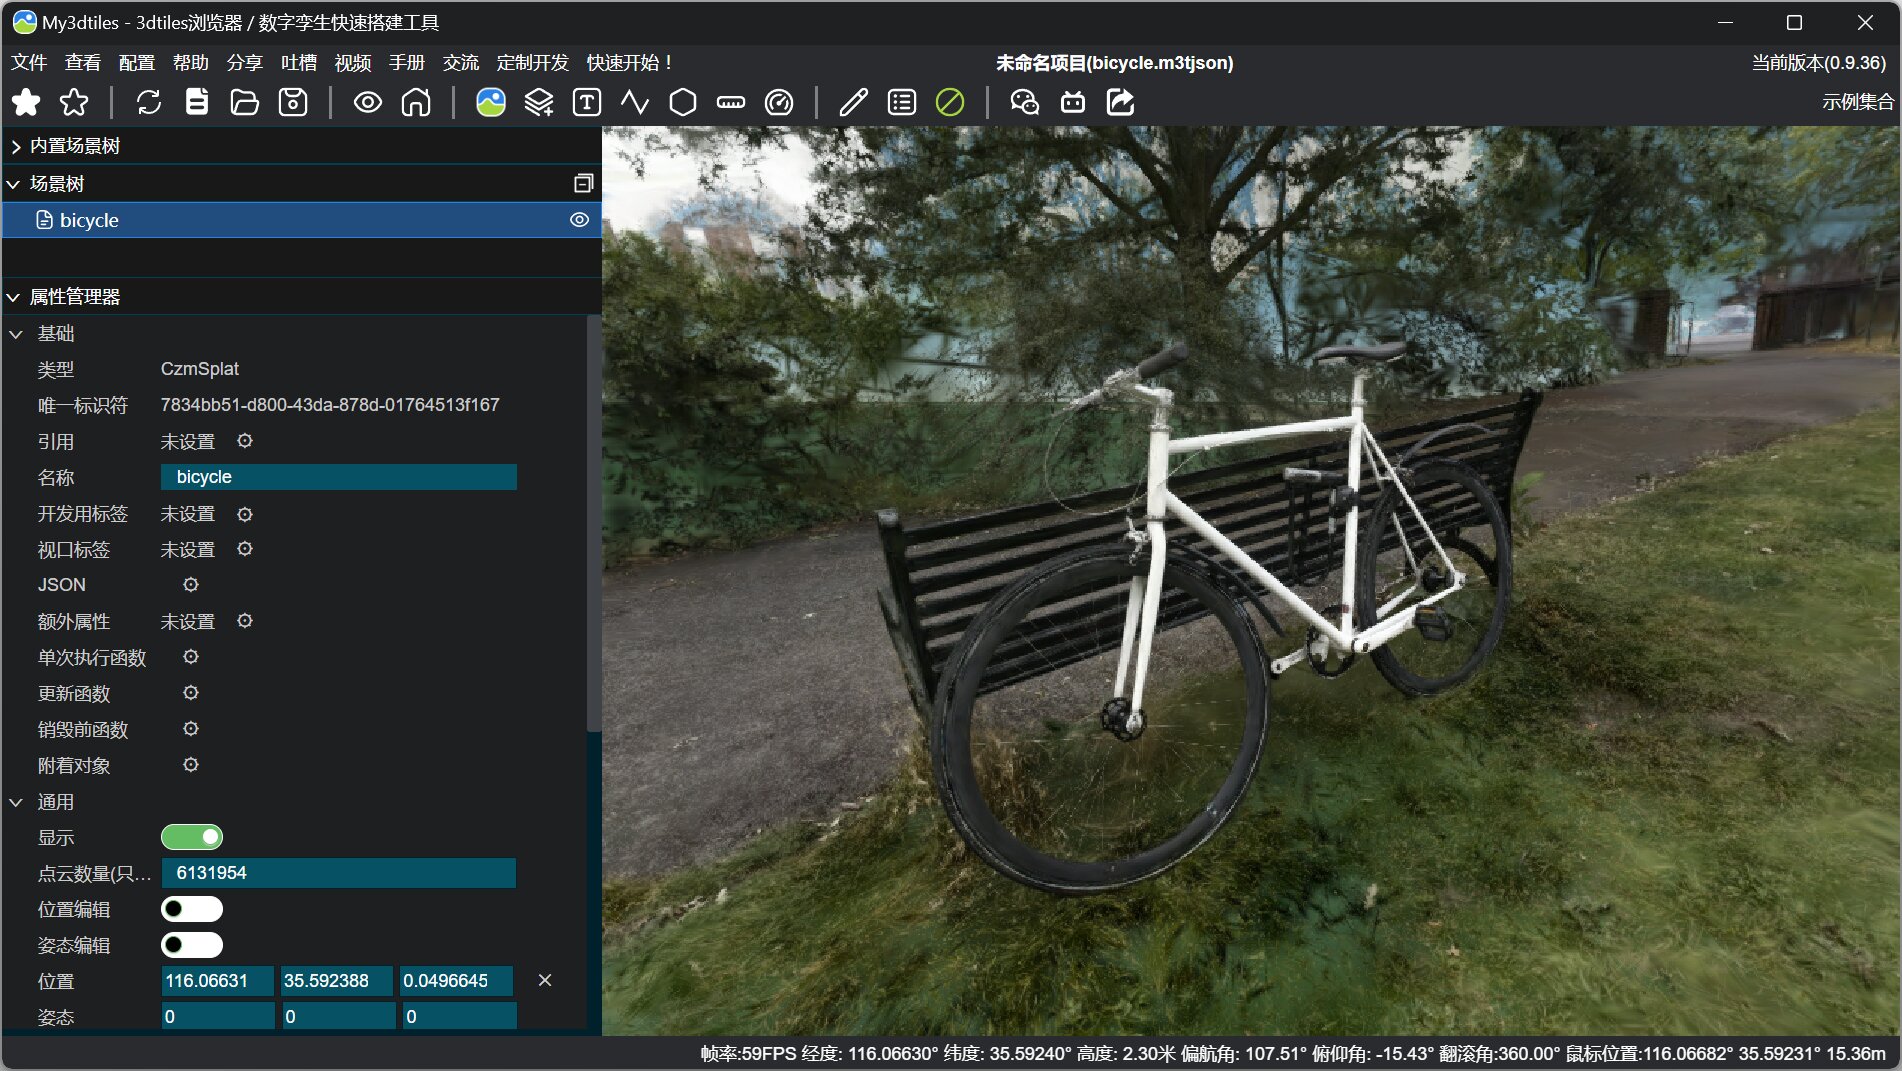 My3dtiles - 3dtiles浏览器 / 数字孪生快速搭建工具
文件 查看 配置 帮助 分享 吐槽 视频 手册 交流 定制开发 快速开始！ 未命名项目(bicycle.m3tjson) 当前版本(0.9.36)
示例集合
内置场景树
场景树
bicycle
属性管理器
基础
类型 CzmSplat
唯一标识符 7834bb51-d800-43da-878d-01764513f167
引用 未设置
名称 bicycle
开发用标签 未设置
视口标签 未设置
JSON
额外属性 未设置
单次执行函数
更新函数
销毁前函数
附着对象
通用
显示
点云数量(只... 6131954
位置编辑
姿态编辑
位置 116.06631 35.592388 0.0496645
姿态 0 0 0
帧率:59FPS 经度: 116.06630° 纬度: 35.59240° 高度: 2.30米 偏航角: 107.51° 俯仰角: -15.43° 翻滚角:360.00° 鼠标位置:116.06682° 35.59231° 15.36m